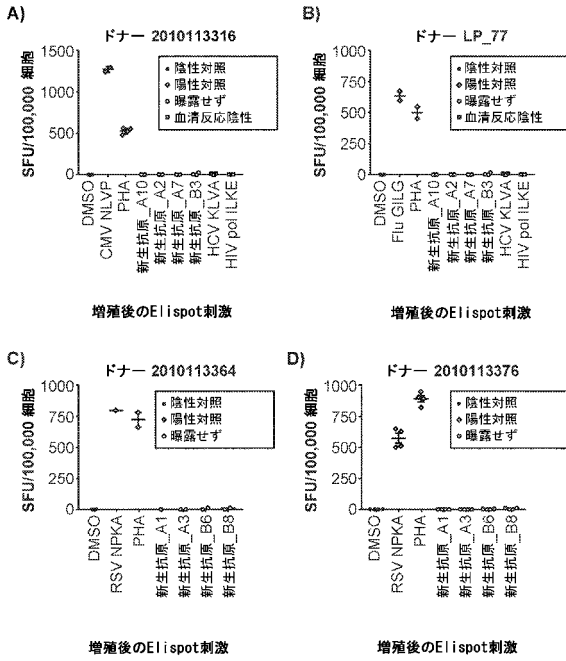 A)
ドナー 2010113316
SFU/100,000 細胞
1500
1000
500
0
陰性対照
陽性対照
曝露せず
血清反応陰性
DMSO
CMV NLVP
PHA
新生抗原_A10
新生抗原_A2
新生抗原_A7
新生抗原_B3
HCV KLVA
HIV pol ILKE
増殖後のElispot刺激
B)
ドナー LP_77
SFU/100,000 細胞
1000
750
500
250
0
陰性対照
陽性対照
曝露せず
血清反応陰性
DMSO
Flu GILG
PHA
新生抗原_A10
新生抗原_A2
新生抗原_A7
新生抗原_B3
HCV KLVA
HIV pol ILKE
増殖後のElispot刺激
C)
ドナー 2010113364
SFU/100,000 細胞
1000
750
500
250
0
陰性対照
陽性対照
曝露せず
DMSO
RSV NPKA
PHA
新生抗原_A1
新生抗原_A3
新生抗原_B6
新生抗原_B8
増殖後のElispot刺激
D)
ドナー 2010113376
SFU/100,000 細胞
1000
750
500
250
0
陰性対照
陽性対照
曝露せず
DMSO
RSV NPKA
PHA
新生抗原_A1
新生抗原_A3
新生抗原_B6
新生抗原_B8
増殖後のElispot刺激